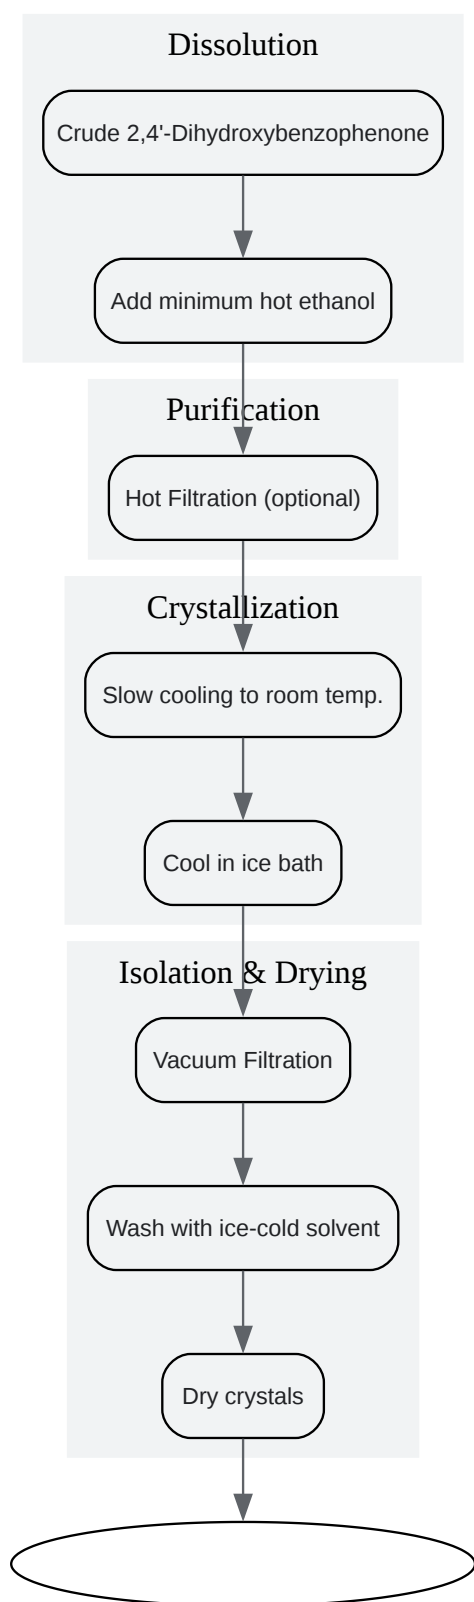 Dissolution
Crude 2,4'-Dihydroxybenzophenone
Add minimum hot ethanol
Purification
Hot Filtration (optional)
Crystallization
Slow cooling to room temp.
Cool in ice bath
Isolation & Drying
Vacuum Filtration
Wash with ice-cold solvent
Dry crystals